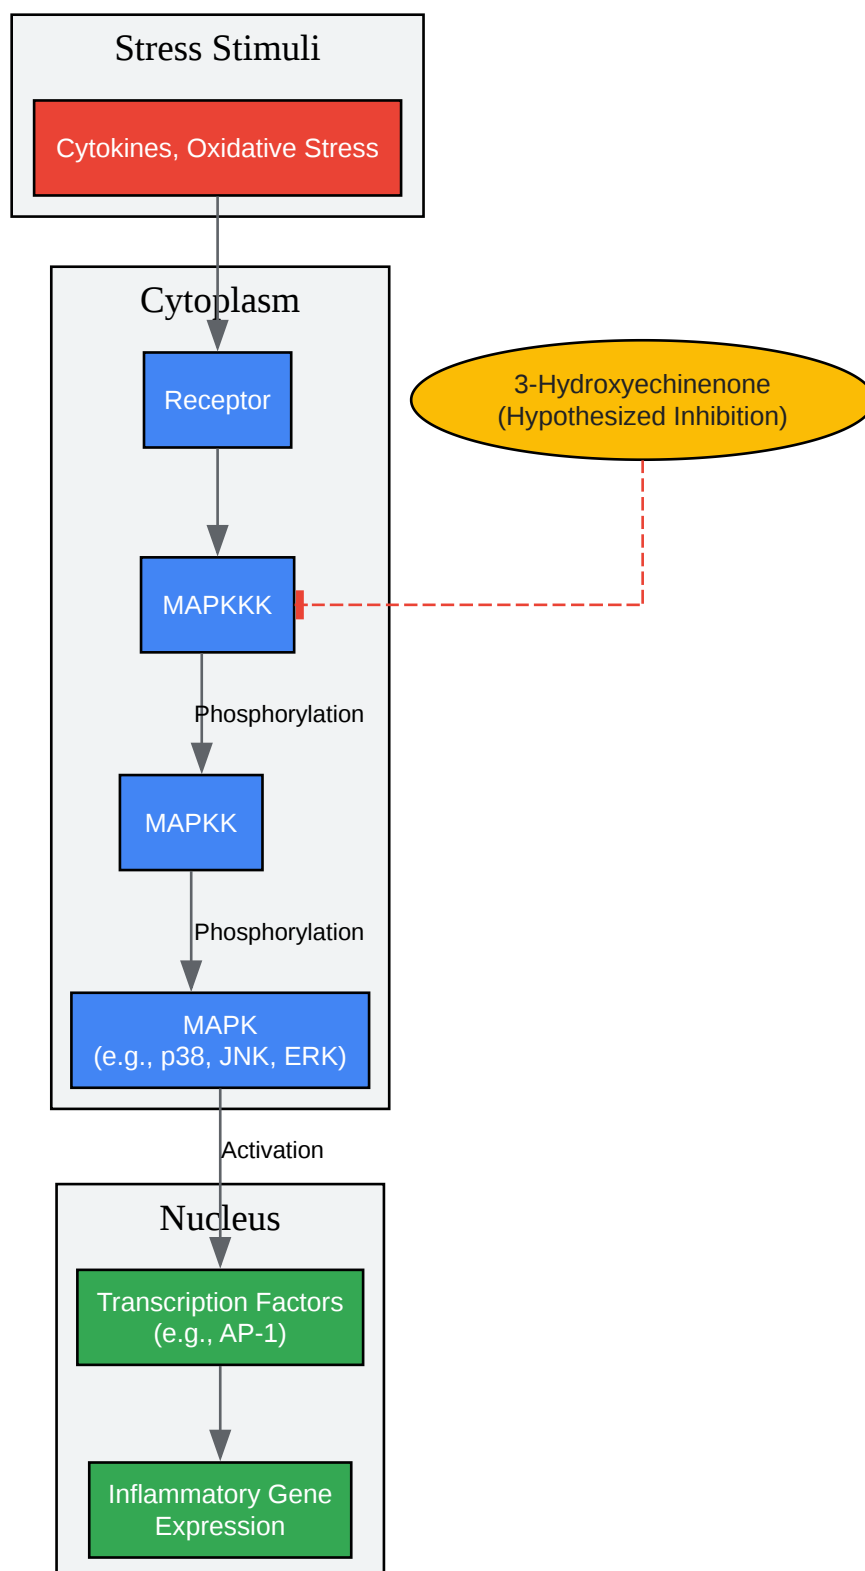 Stress Stimuli
Cytokines, Oxidative Stress
Cytoplasm
Receptor
3-Hydroxyechinenone
(Hypothesized Inhibition)
MAPKKK
Phosphorylation
MAPKK
Phosphorylation
MAPK
(e.g., p38, JNK, ERK)
Activation
Nucleus
Transcription Factors
(e.g., AP-1)
Inflammatory Gene
Expression